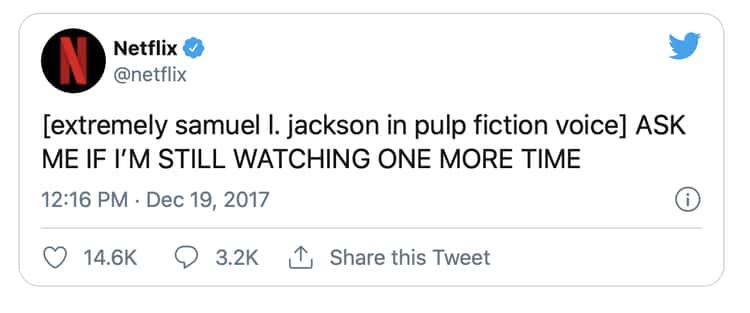 Netflix
@netflix
[extremely samuel l. jackson in pulp fiction voice] ASK
ME IF I’M STILL WATCHING ONE MORE TIME
12:16 PM · Dec 19, 2017
14.6K 3.2K Share this Tweet